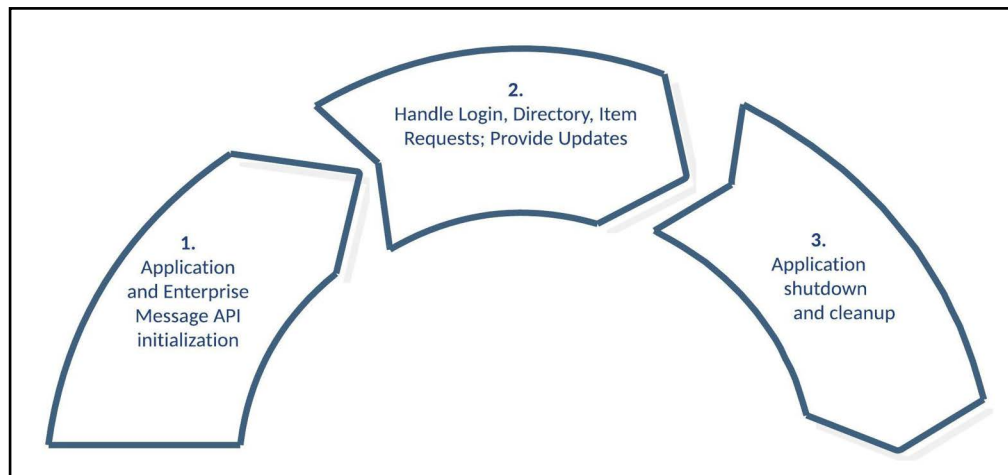 1.
Application
and Enterprise
Message API
initialization
2.
Handle Login, Directory, Item
Requests; Provide Updates
3.
Application
shutdown
and cleanup